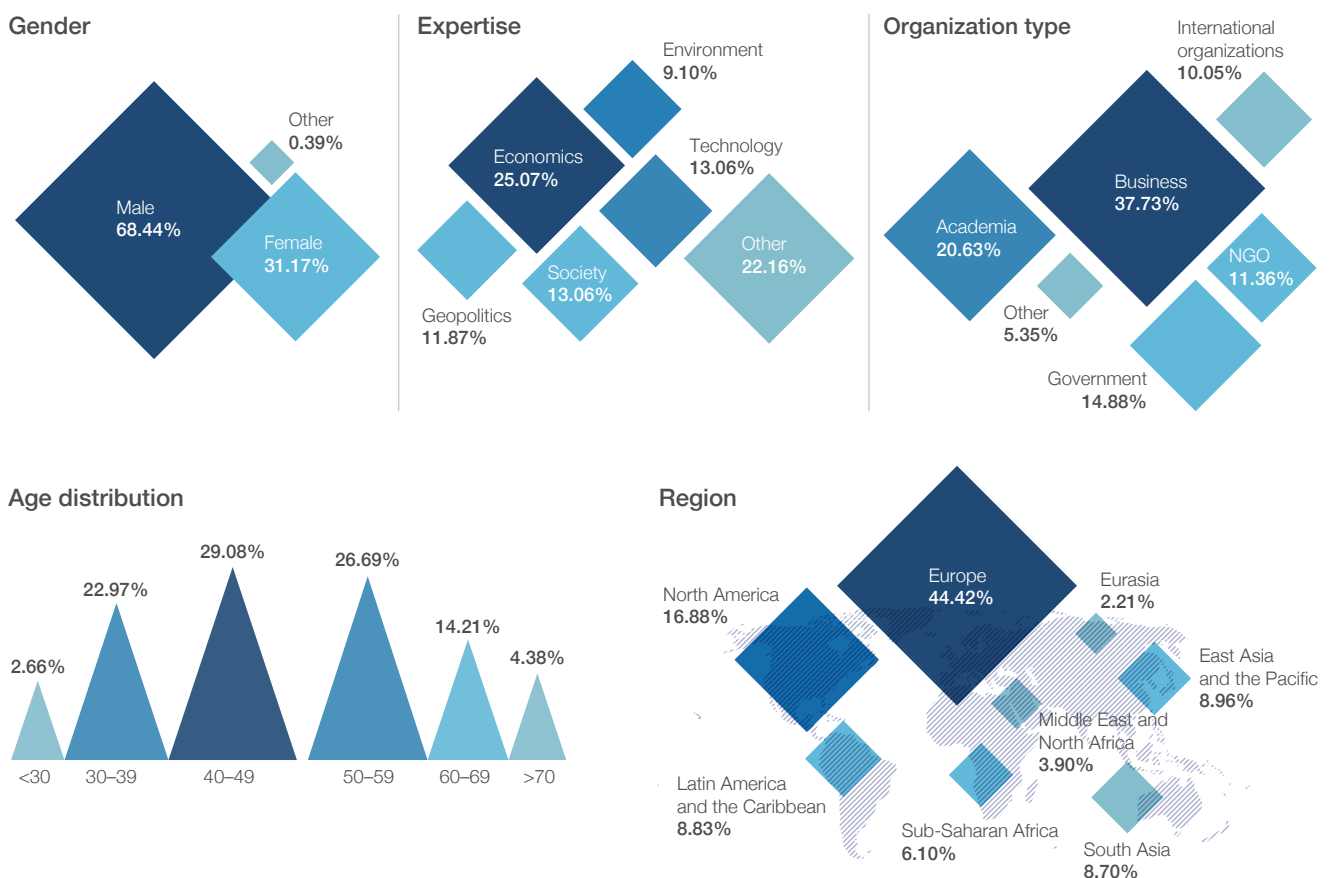 Gender
Male
68.44%
Other
0.39%
Female
31.17%
Expertise
Environment
9.10%
Economics
25.07%
Technology
13.06%
Other
22.16%
Society
13.06%
Geopolitics
11.87%
Organization type
International
organizations
10.05%
Business
37.73%
Academia
20.63%
NGO
11.36%
Other
5.35%
Government
14.88%
Age distribution
2.66%
22.97%
29.08%
26.69%
14.21%
4.38%
<30
30–39
40–49
50–59
60–69
>70
Region
Europe
44.42%
North America
16.88%
Eurasia
2.21%
East Asia
and the Pacific
8.96%
Middle East and
North Africa
3.90%
Latin America
and the Caribbean
8.83%
Sub-Saharan Africa
6.10%
South Asia
8.70%